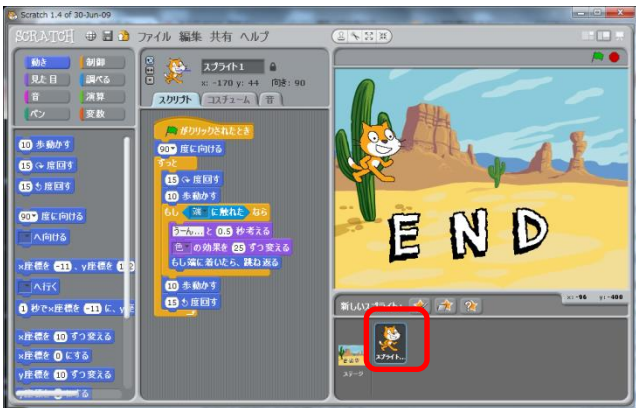 Scratch 1.4 of 30-Jun-09
SCRATCH ファイル 編集 共有 ヘルプ
動き 制御
見た目 調べる
音 演算
ペン 変数
10 歩動かす
15 度回す
15 度回す
90 度に向ける
へ向ける
x座標を -11 、y座標を
へ行く
1 秒でx座標を -11 に、
x座標を 10 ずつ変える
x座標を 0 にする
y座標を 10 ずつ変える
スプライト1
x: -170 y: 44 向き: 90
スクリプト コスチューム 音
がクリックされたとき
90 度に向ける
ずっと
15 度回す
10 歩動かす
もし 端 に触れた なら
うーん... と 0.5 秒考える
色 の効果を 25 ずつ変える
もし端に着いたら、跳ね返る
10 歩動かす
15 度回す
END
新しいスプライト:
スプライト...
ステージ